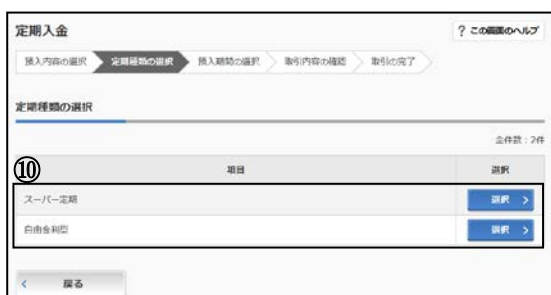 定期入金
? この画面のヘルプ
預入内容の選択 定期種類の選択 預入期間の選択 取引内容の確認 取引の完了
定期種類の選択
全件数：2件
⑩
項目 選択
スーパー定期 選択 >
自由金利型 選択 >
< 戻る